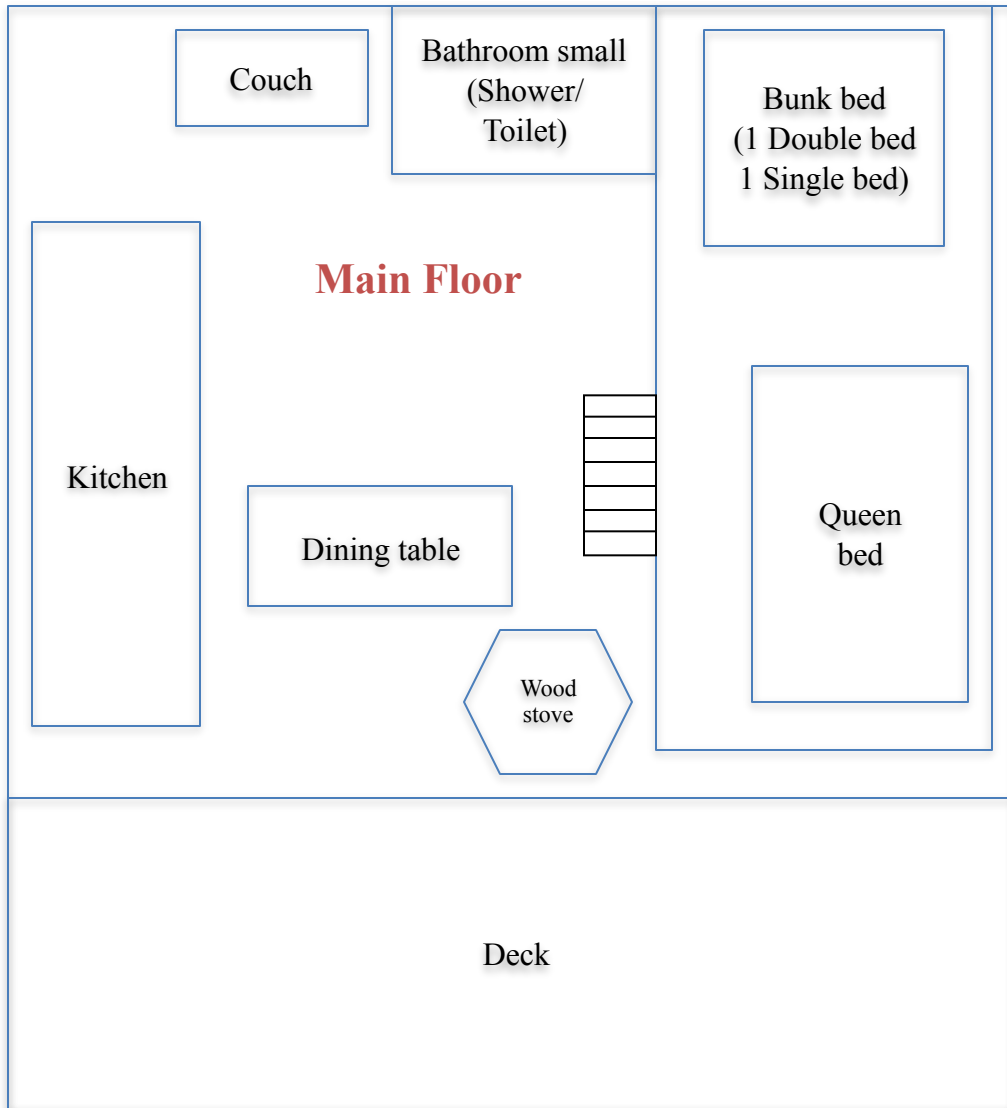 Couch
Bathroom small
(Shower/
Toilet)
Bunk bed
(1 Double bed
1 Single bed)
Main Floor
Kitchen
Dining table
Queen
bed
Wood
stove
Deck